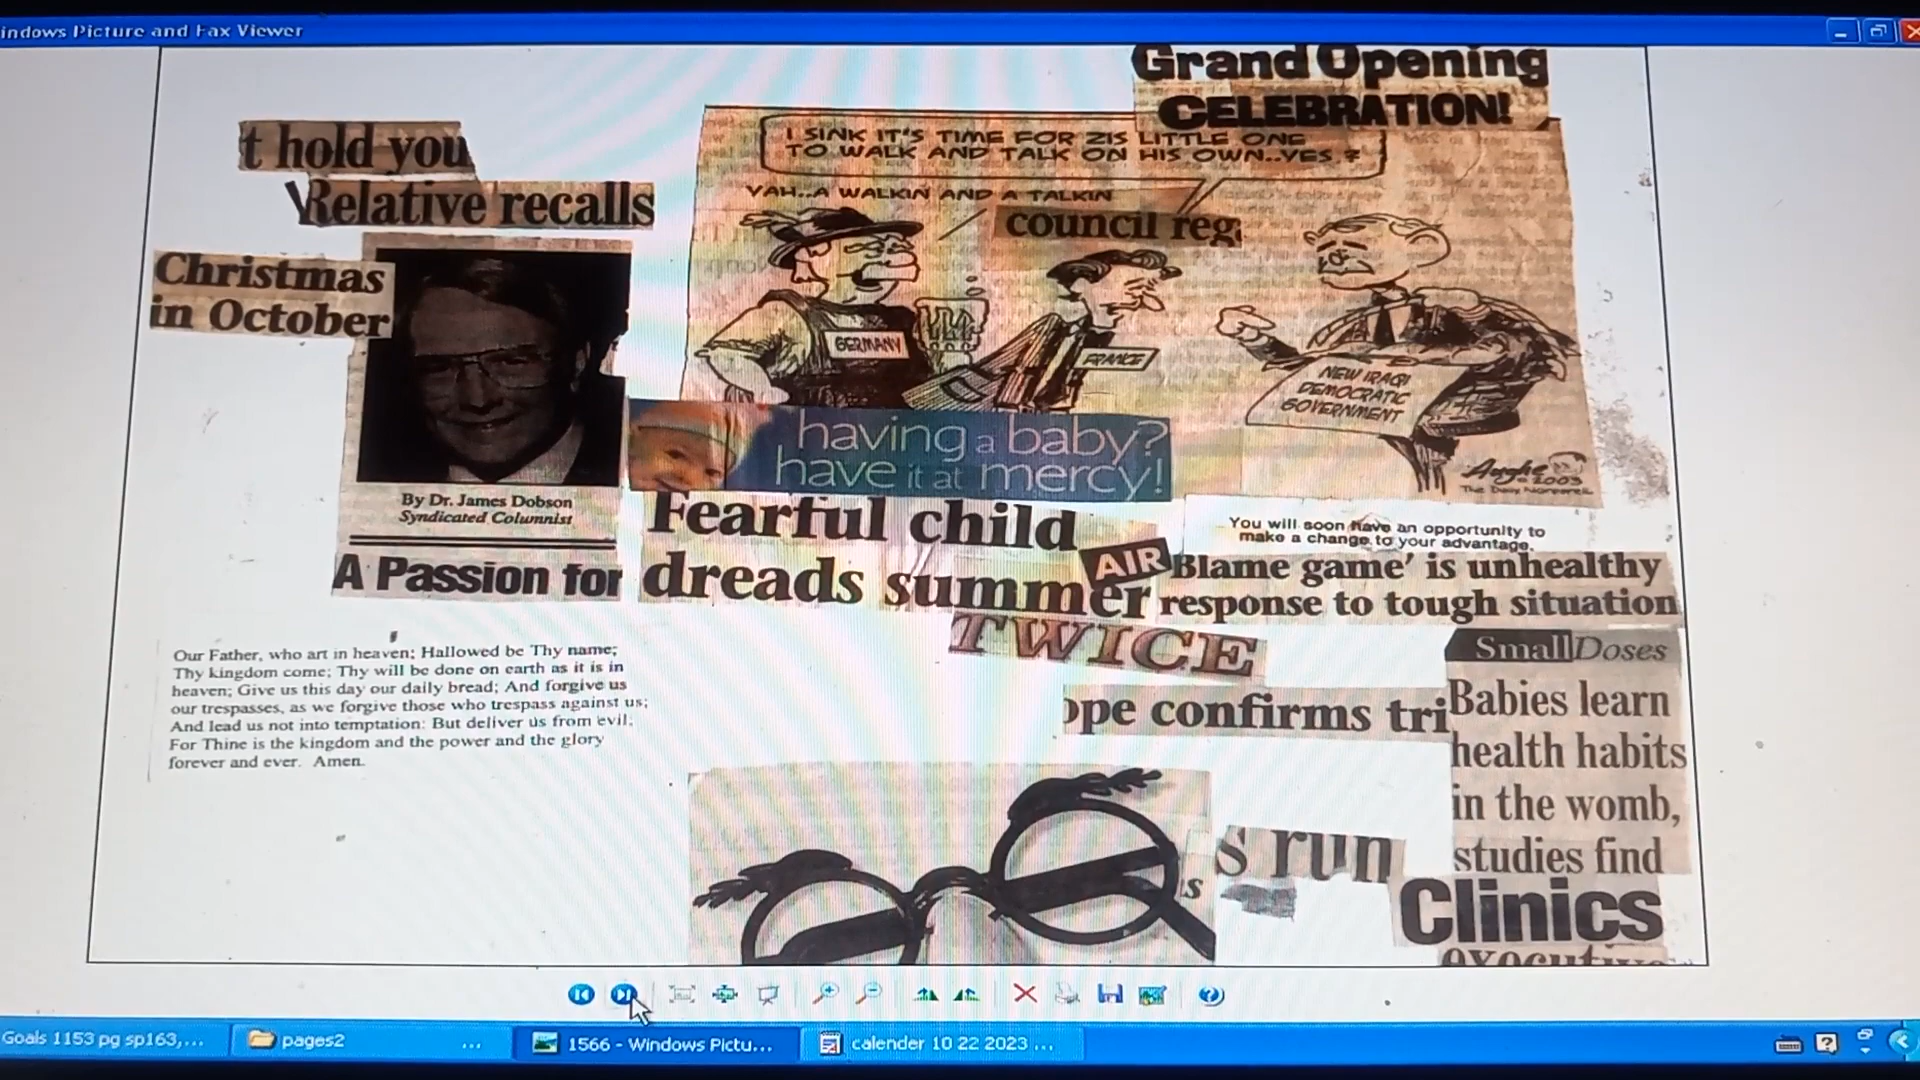 indows Picture and Fax Viewer
Grand Opening
CELEBRATION!
t hold you
Relative recalls
Christmas
in October
By Dr. James Dobson
Syndicated Columnist
A Passion for
I SINK IT'S TIME FOR ZIS LITTLE ONE
TO WALK AND TALK ON HIS OWN..YES ?
YAH..A WALKIN AND A TALKIN
council reg
GERMANY
FRANCE
NEW IRAQI
DEMOCRATIC
GOVERNMENT
2003
The Daily Nonpareil
having a baby?
have it at mercy!
Fearful child
dreads summer
AIR
You will soon have an opportunity to
make a change to your advantage.
Blame game' is unhealthy
response to tough situation
TWICE
Our Father, who art in heaven; Hallowed be Thy name;
Thy kingdom come; Thy will be done on earth as it is in
heaven; Give us this day our daily bread; And forgive us
our trespasses, as we forgive those who trespass against us;
And lead us not into temptation: But deliver us from evil;
For Thine is the kingdom and the power and the glory
forever and ever. Amen.
ope confirms tri
Small Doses
Babies learn
health habits
in the womb,
studies find
s run
s
Clinics
Goals 1153 pg sp163,...
pages2
...
1566 - Windows Pictu...
calender 10 22 2023 ...